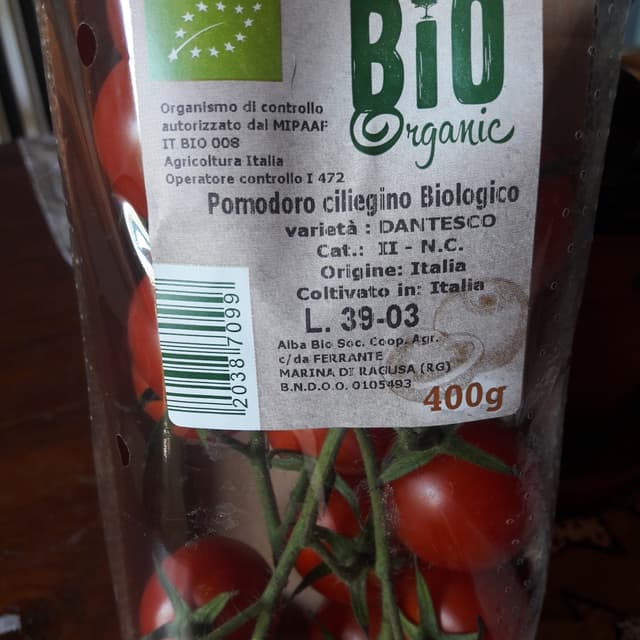 BiO
Organic
Organismo di controllo
autorizzato dal MIPAAF
IT BIO 008
Agricoltura Italia
Operatore controllo I 472
Pomodoro ciliegino Biologico
varietà : DANTESCO
Cat.: II - N.C.
Origine: Italia
Coltivato in: Italia
L. 39-03
Alba Bio Soc. Coop. Agr.
c/da FERRANTE
MARINA DI RAGUSA (RG)
B.N.D.O.O. 0105493
400g
2038 7099